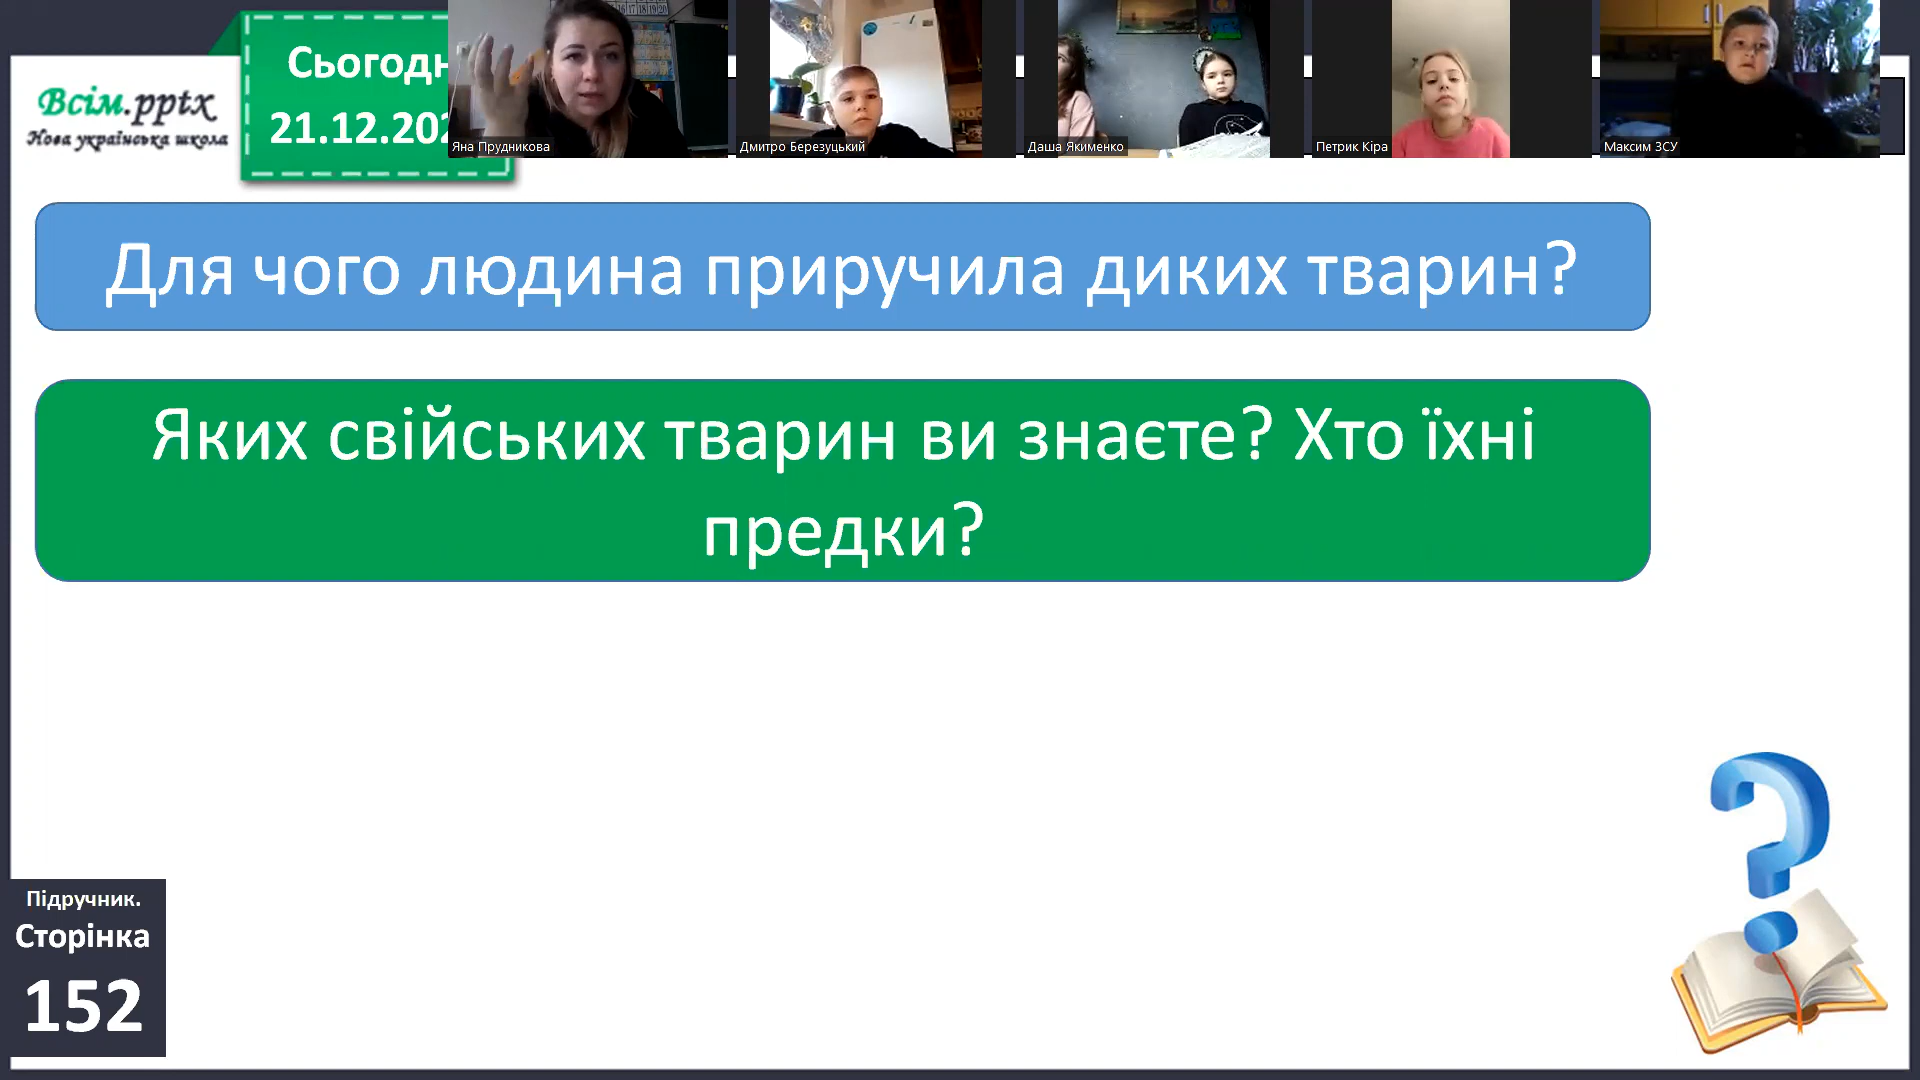 Всім.pptx
Нова українська школа
Сьогодн
21.12.202
Яна Прудникова
Дмитро Березуцький
Даша Якименко
Петрик Кіра
Максим ЗСУ
Для чого людина приручила диких тварин?
Яких свійських тварин ви знаєте? Хто їхні
предки?
Підручник.
Сторінка
152